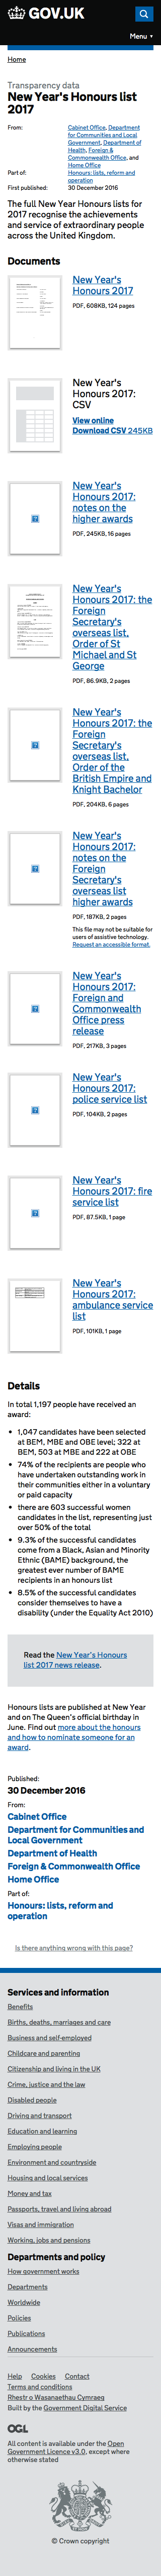 GOV.UK
Menu
Home
Transparency data
New Year's Honours list
2017
From:
Cabinet Office, Department
for Communities and Local
Government, Department of
Health, Foreign &
Commonwealth Office, and
Home Office
Part of:
Honours: lists, reform and
operation
First published:
30 December 2016
The full New Year Honours lists for
2017 recognise the achievements
and service of extraordinary people
across the United Kingdom.
Documents
New Year's
Honours 2017
PDF, 608KB, 124 pages
New Year's
Honours 2017:
CSV
View online
Download CSV 245KB
New Year's
Honours 2017:
notes on the
higher awards
PDF, 245KB, 16 pages
New Year's
Honours 2017: the
Foreign
Secretary's
overseas list,
Order of St
Michael and St
George
PDF, 86.9KB, 2 pages
New Year's
Honours 2017: the
Foreign
Secretary's
overseas list,
Order of the
British Empire and
Knight Bachelor
PDF, 204KB, 6 pages
New Year's
Honours 2017:
notes on the
Foreign
Secretary's
overseas list
higher awards
PDF, 187KB, 2 pages
This file may not be suitable for
users of assistive technology.
Request an accessible format.
New Year's
Honours 2017:
Foreign and
Commonwealth
Office press
release
PDF, 217KB, 3 pages
New Year's
Honours 2017:
police service list
PDF, 104KB, 2 pages
New Year's
Honours 2017: fire
service list
PDF, 87.5KB, 1 page
New Year's
Honours 2017:
ambulance service
list
PDF, 101KB, 1 page
Details
In total 1,197 people have received an
award:
1,047 candidates have been selected
at BEM, MBE and OBE level; 322 at
BEM, 503 at MBE and 222 at OBE
74% of the recipients are people who
have undertaken outstanding work in
their communities either in a voluntary
or paid capacity
there are 603 successful women
candidates in the list, representing just
over 50% of the total
9.3% of the successful candidates
come from a Black, Asian and Minority
Ethnic (BAME) background, the
greatest ever number of BAME
recipients in an honours list
8.5% of the successful candidates
consider themselves to have a
disability (under the Equality Act 2010)
Read the New Year's Honours
list 2017 news release.
Honours lists are published at New Year
and on The Queen's official birthday in
June. Find out more about the honours
and how to nominate someone for an
award.
Published:
30 December 2016
From:
Cabinet Office
Department for Communities and
Local Government
Department of Health
Foreign & Commonwealth Office
Home Office
Part of:
Honours: lists, reform and
operation
Is there anything wrong with this page?
Services and information
Benefits
Births, deaths, marriages and care
Business and self-employed
Childcare and parenting
Citizenship and living in the UK
Crime, justice and the law
Disabled people
Driving and transport
Education and learning
Employing people
Environment and countryside
Housing and local services
Money and tax
Passports, travel and living abroad
Visas and immigration
Working, jobs and pensions
Departments and policy
How government works
Departments
Worldwide
Policies
Publications
Announcements
Help Cookies Contact
Terms and conditions
Rhestr o Wasanaethau Cymraeg
Built by the Government Digital Service
OGL
All content is available under the Open
Government Licence v3.0, except where
otherwise stated
© Crown copyright